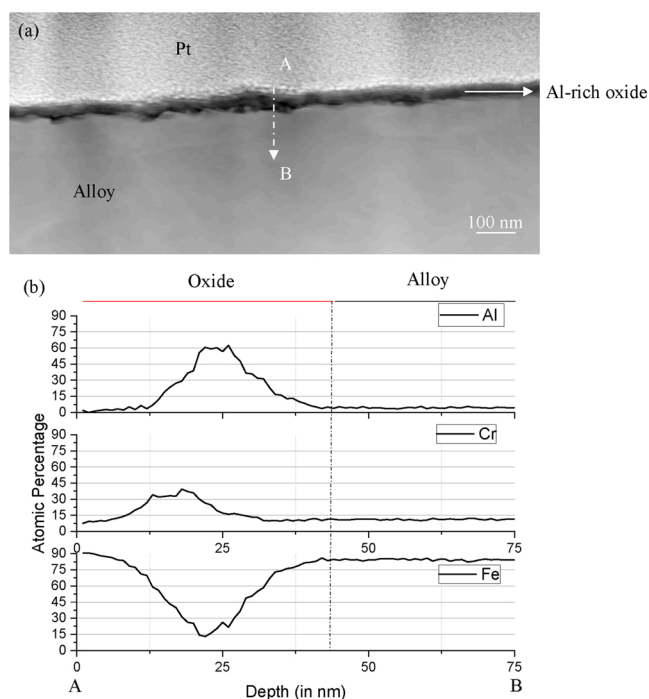 (a)
Pt
A
Al-rich oxide
B
Alloy
100 nm
(b)
Oxide
Alloy
Atomic Percentage
90
75
60
45
30
15
0
Al
90
75
60
45
30
15
0
Cr
0
25
50
75
90
75
60
45
30
15
0
Fe
0
25
50
75
A
Depth (in nm)
B